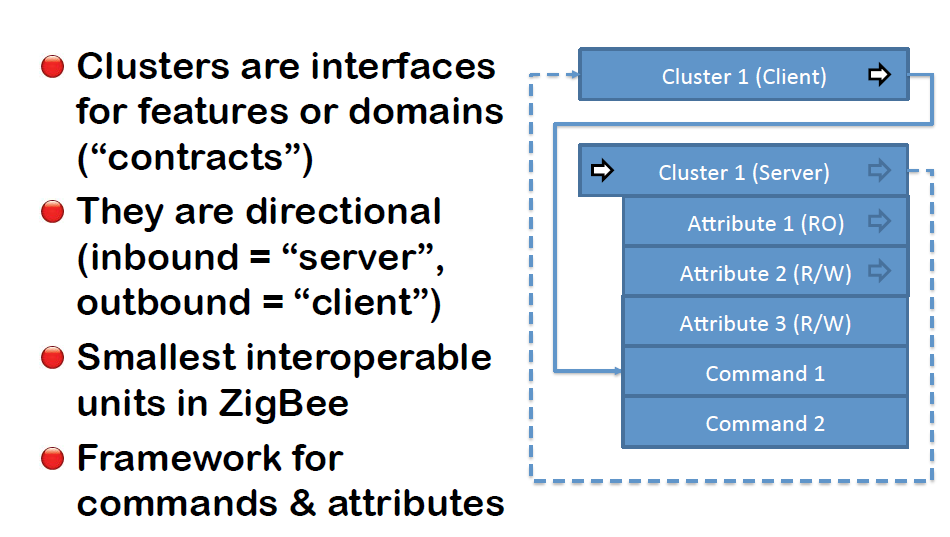 Clusters are interfaces
for features or domains
(“contracts”)
They are directional
(inbound = “server”,
outbound = “client”)
Smallest interoperable
units in ZigBee
Framework for
commands & attributes
Cluster 1 (Client)
Cluster 1 (Server)
Attribute 1 (RO)
Attribute 2 (R/W)
Attribute 3 (R/W)
Command 1
Command 2